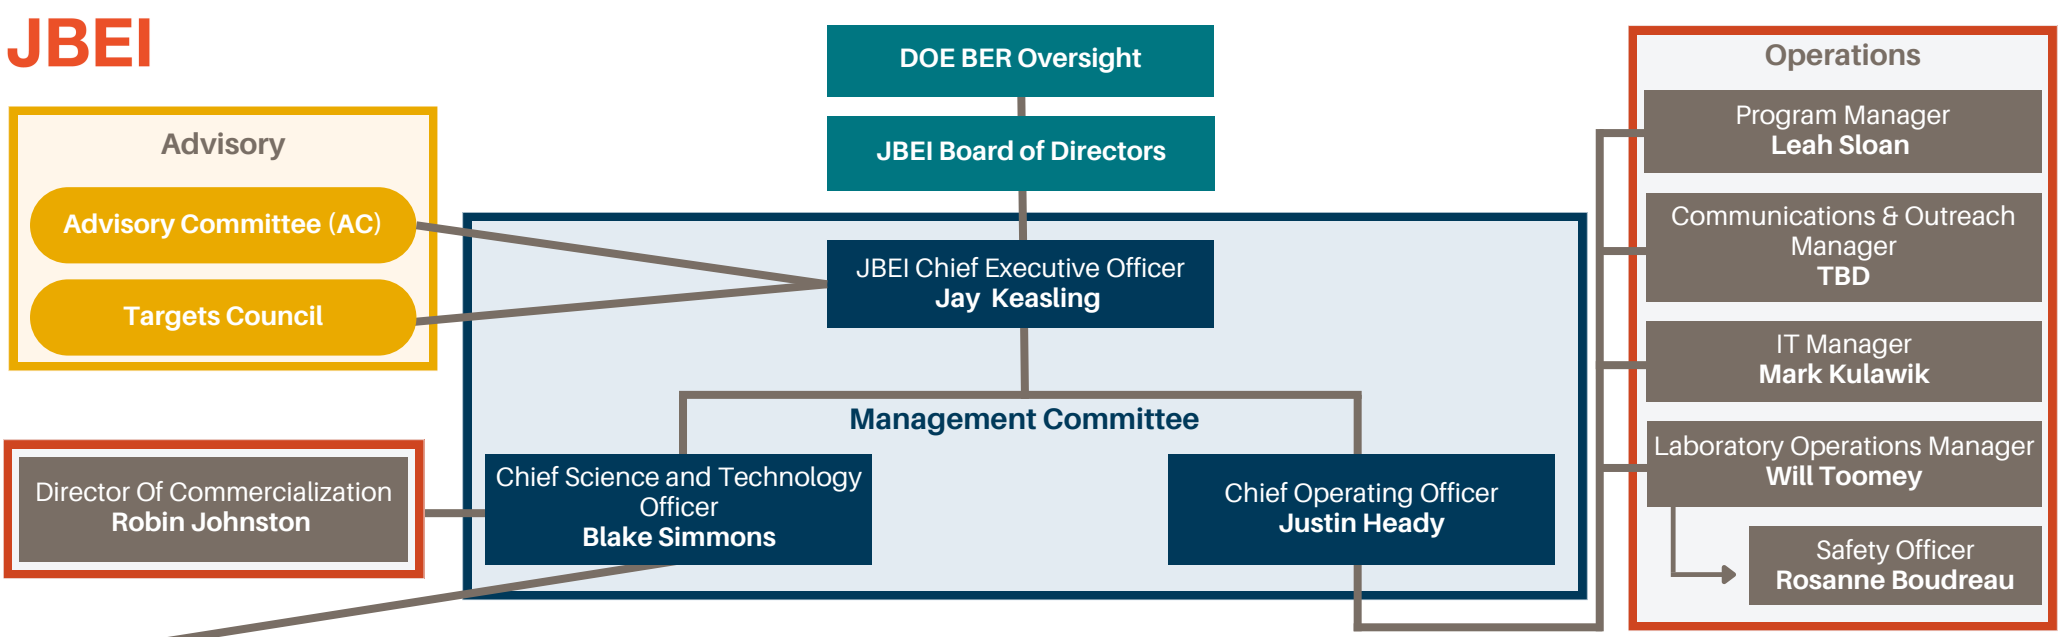 JBEI
DOE BER Oversight
JBEI Board of Directors
Advisory
Advisory Committee (AC)
Targets Council
JBEI Chief Executive Officer
Jay Keasling
Management Committee
Director Of Commercialization
Robin Johnston
Chief Science and Technology
Officer
Blake Simmons
Chief Operating Officer
Justin Heady
Operations
Program Manager
Leah Sloan
Communications & Outreach
Manager
TBD
IT Manager
Mark Kulawik
Laboratory Operations Manager
Will Toomey
Safety Officer
Rosanne Boudreau